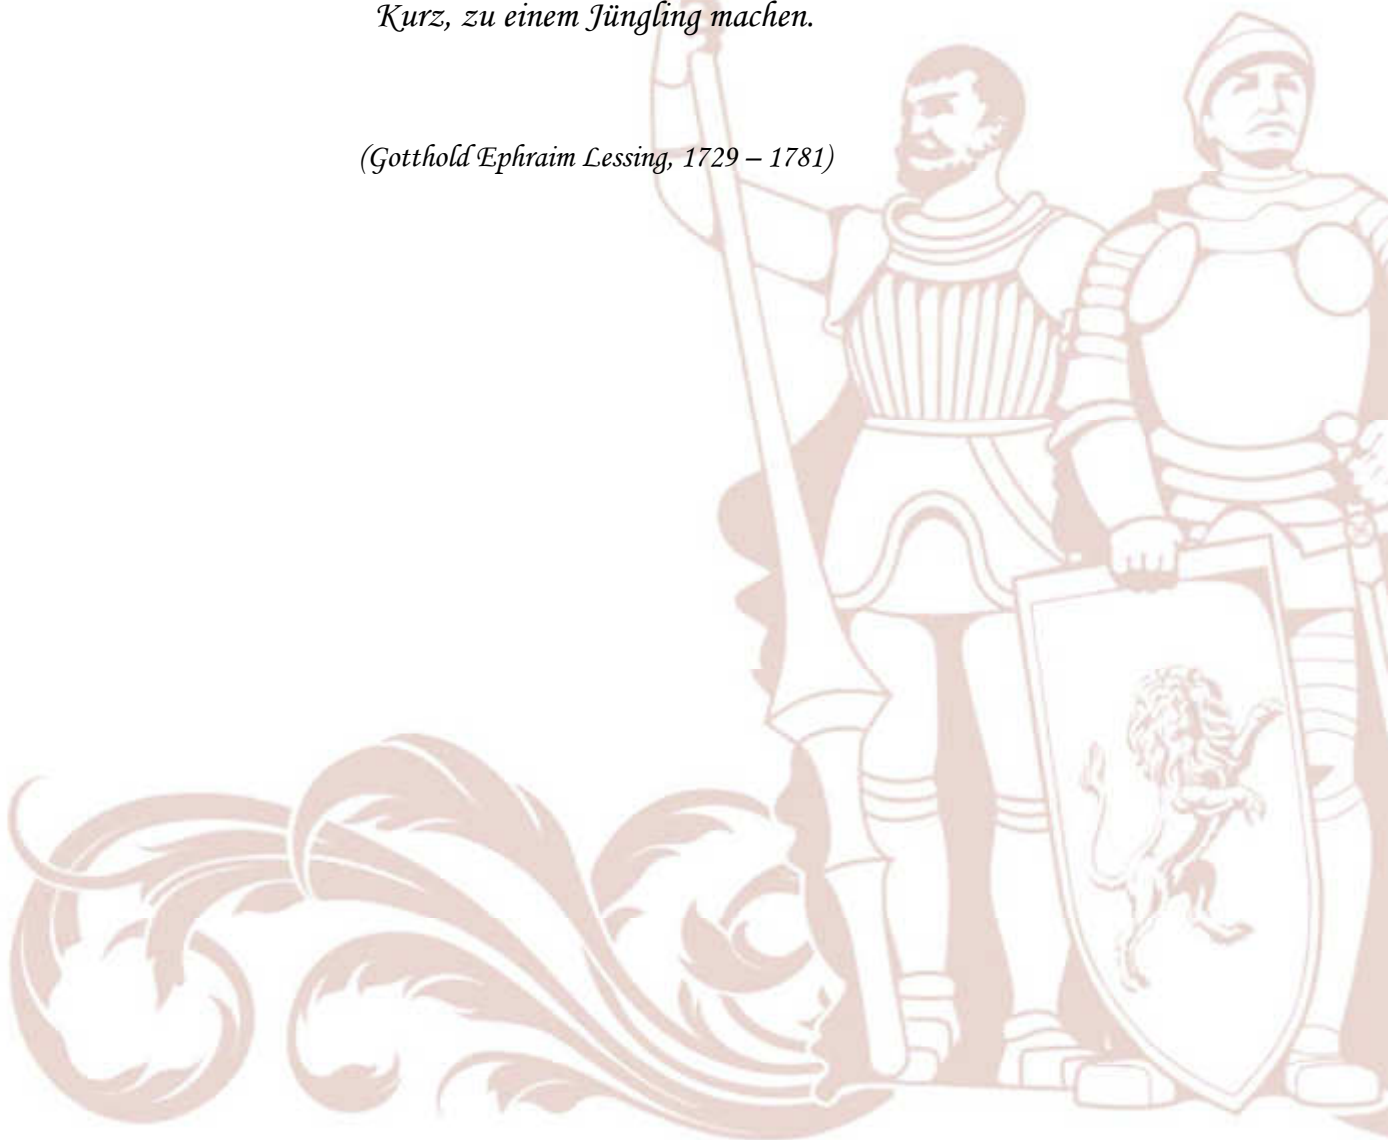 Kurz, zu einem Jüngling machen.
(Gotthold Ephraim Lessing, 1729 – 1781)